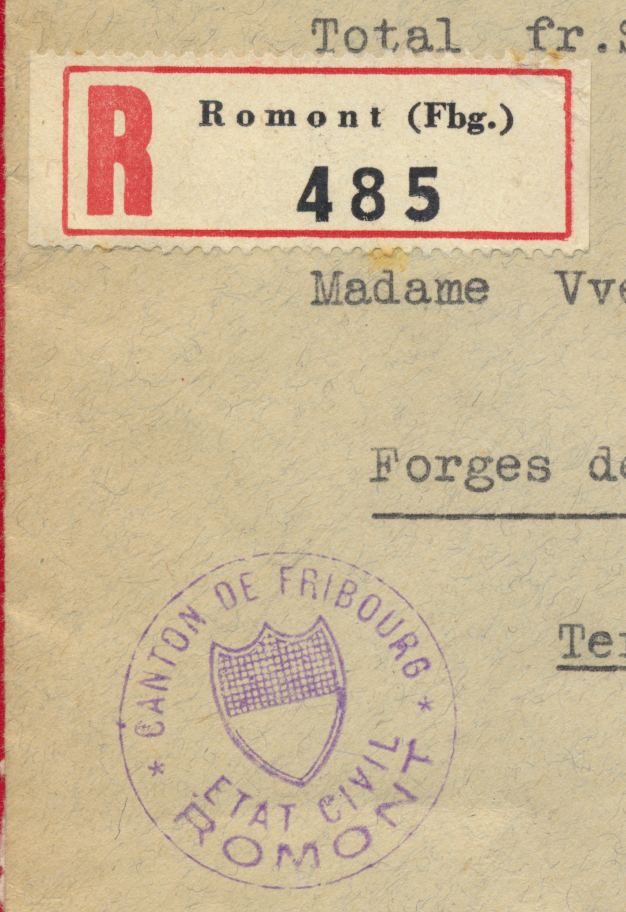 Total fr.
R
Romont (Fbg.)
485
Madame Vve
Forges de
* CANTON DE FRIBOURG *
ETAT CIVIL
ROMONT